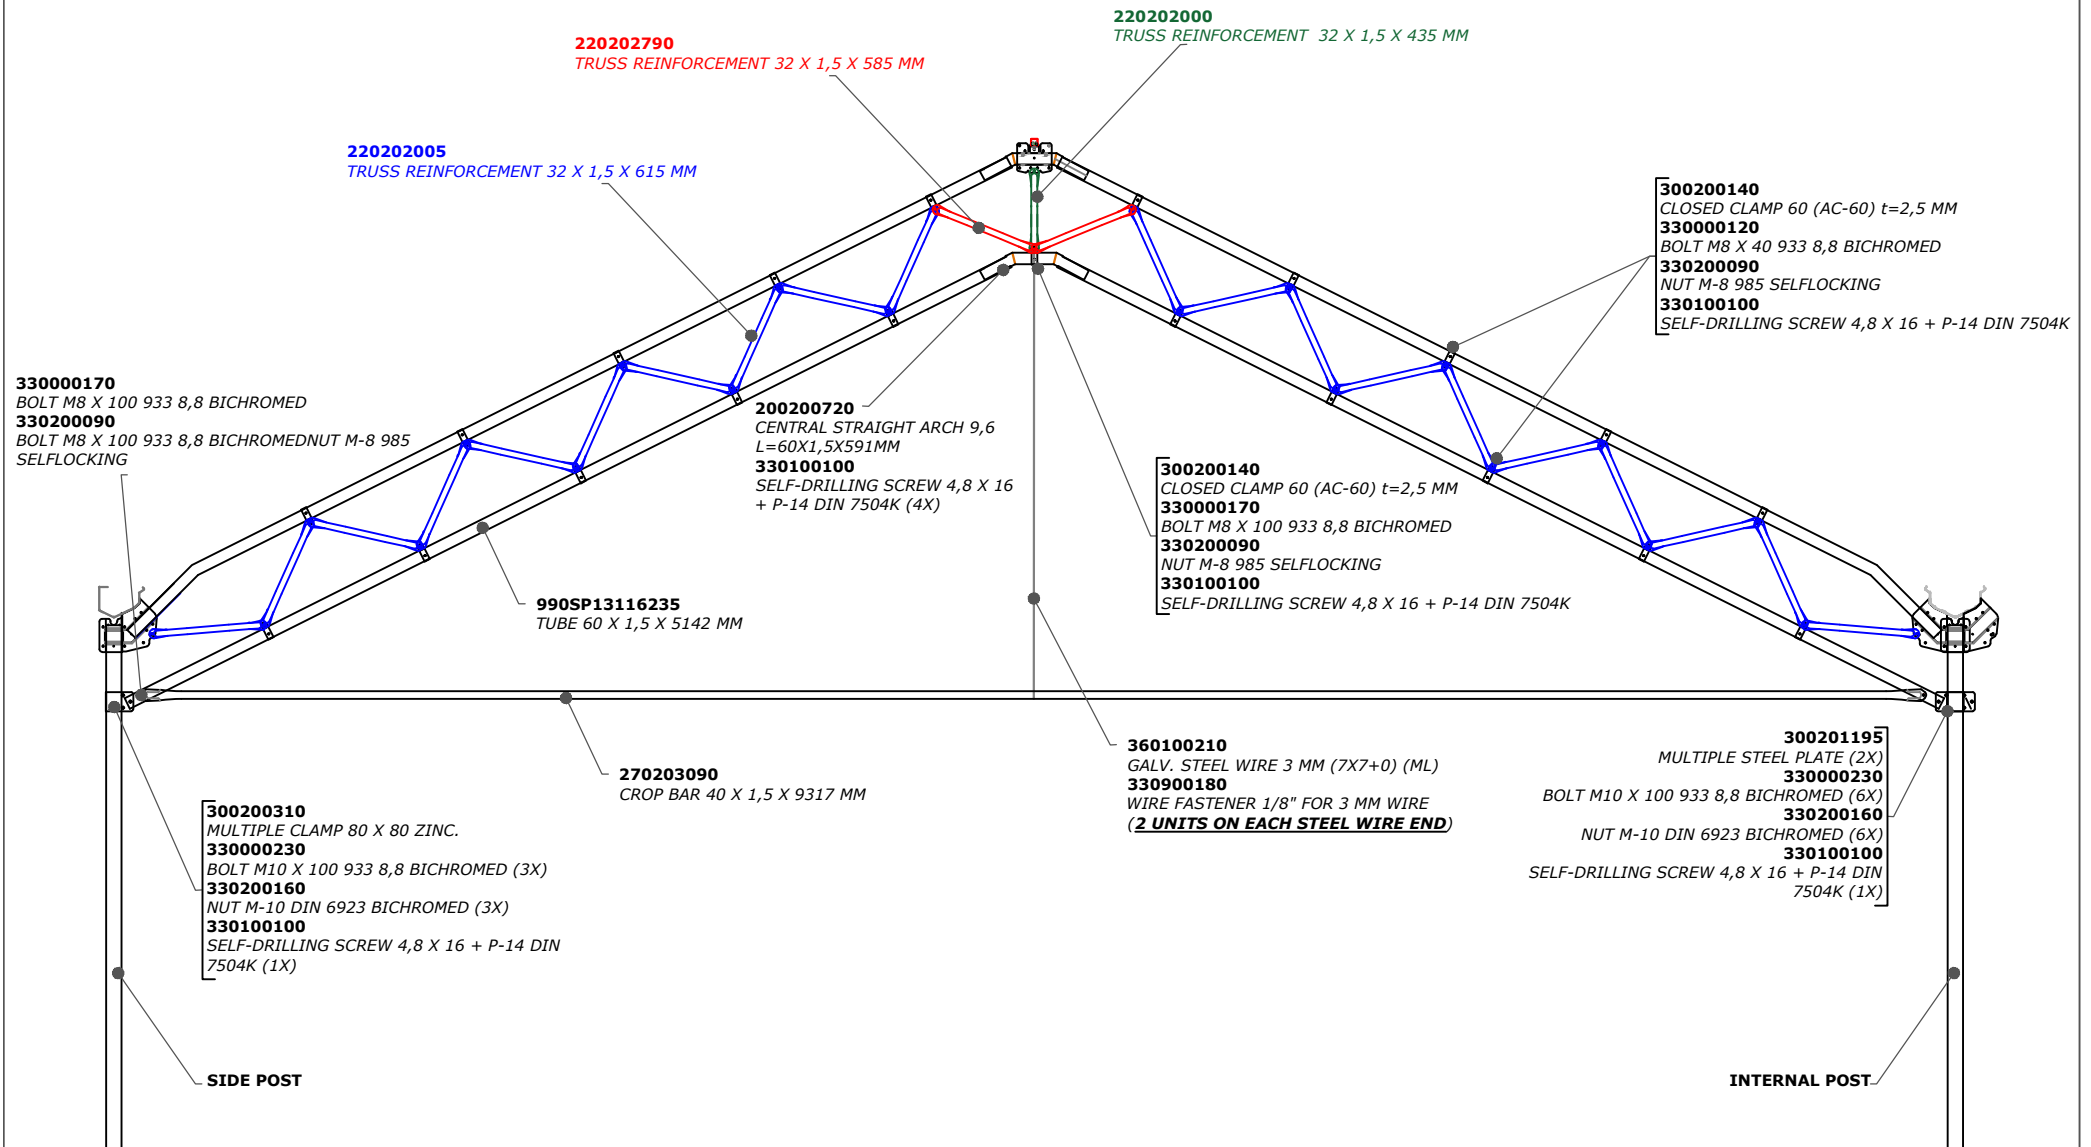 220202000
TRUSS REINFORCEMENT 32 X 1,5 X 435 MM
220202790
TRUSS REINFORCEMENT 32 X 1,5 X 585 MM
220202005
TRUSS REINFORCEMENT 32 X 1,5 X 615 MM
300200140
CLOSED CLAMP 60 (AC-60) t=2,5 MM
330000120
BOLT M8 X 40 933 8,8 BICHROMED
330200090
NUT M-8 985 SELFLOCKING
330100100
SELF-DRILLING SCREW 4,8 X 16 + P-14 DIN 7504K
330000170
BOLT M8 X 100 933 8,8 BICHROMED
330200090
BOLT M8 X 100 933 8,8 BICHROMEDNUT M-8 985
SELFLOCKING
200200720
CENTRAL STRAIGHT ARCH 9,6
L=60X1,5X591MM
330100100
SELF-DRILLING SCREW 4,8 X 16
+ P-14 DIN 7504K (4X)
300200140
CLOSED CLAMP 60 (AC-60) t=2,5 MM
330000170
BOLT M8 X 100 933 8,8 BICHROMED
330200090
NUT M-8 985 SELFLOCKING
330100100
SELF-DRILLING SCREW 4,8 X 16 + P-14 DIN 7504K
990SP13116235
TUBE 60 X 1,5 X 5142 MM
270203090
CROP BAR 40 X 1,5 X 9317 MM
360100210
GALV. STEEL WIRE 3 MM (7X7+0) (ML)
330900180
WIRE FASTENER 1/8" FOR 3 MM WIRE
(2 UNITS ON EACH STEEL WIRE END)
300201195
MULTIPLE STEEL PLATE (2X)
330000230
BOLT M10 X 100 933 8,8 BICHROMED (6X)
330200160
NUT M-10 DIN 6923 BICHROMED (6X)
330100100
SELF-DRILLING SCREW 4,8 X 16 + P-14 DIN
7504K (1X)
300200310
MULTIPLE CLAMP 80 X 80 ZINC.
330000230
BOLT M10 X 100 933 8,8 BICHROMED (3X)
330200160
NUT M-10 DIN 6923 BICHROMED (3X)
330100100
SELF-DRILLING SCREW 4,8 X 16 + P-14 DIN
7504K (1X)
SIDE POST
INTERNAL POST